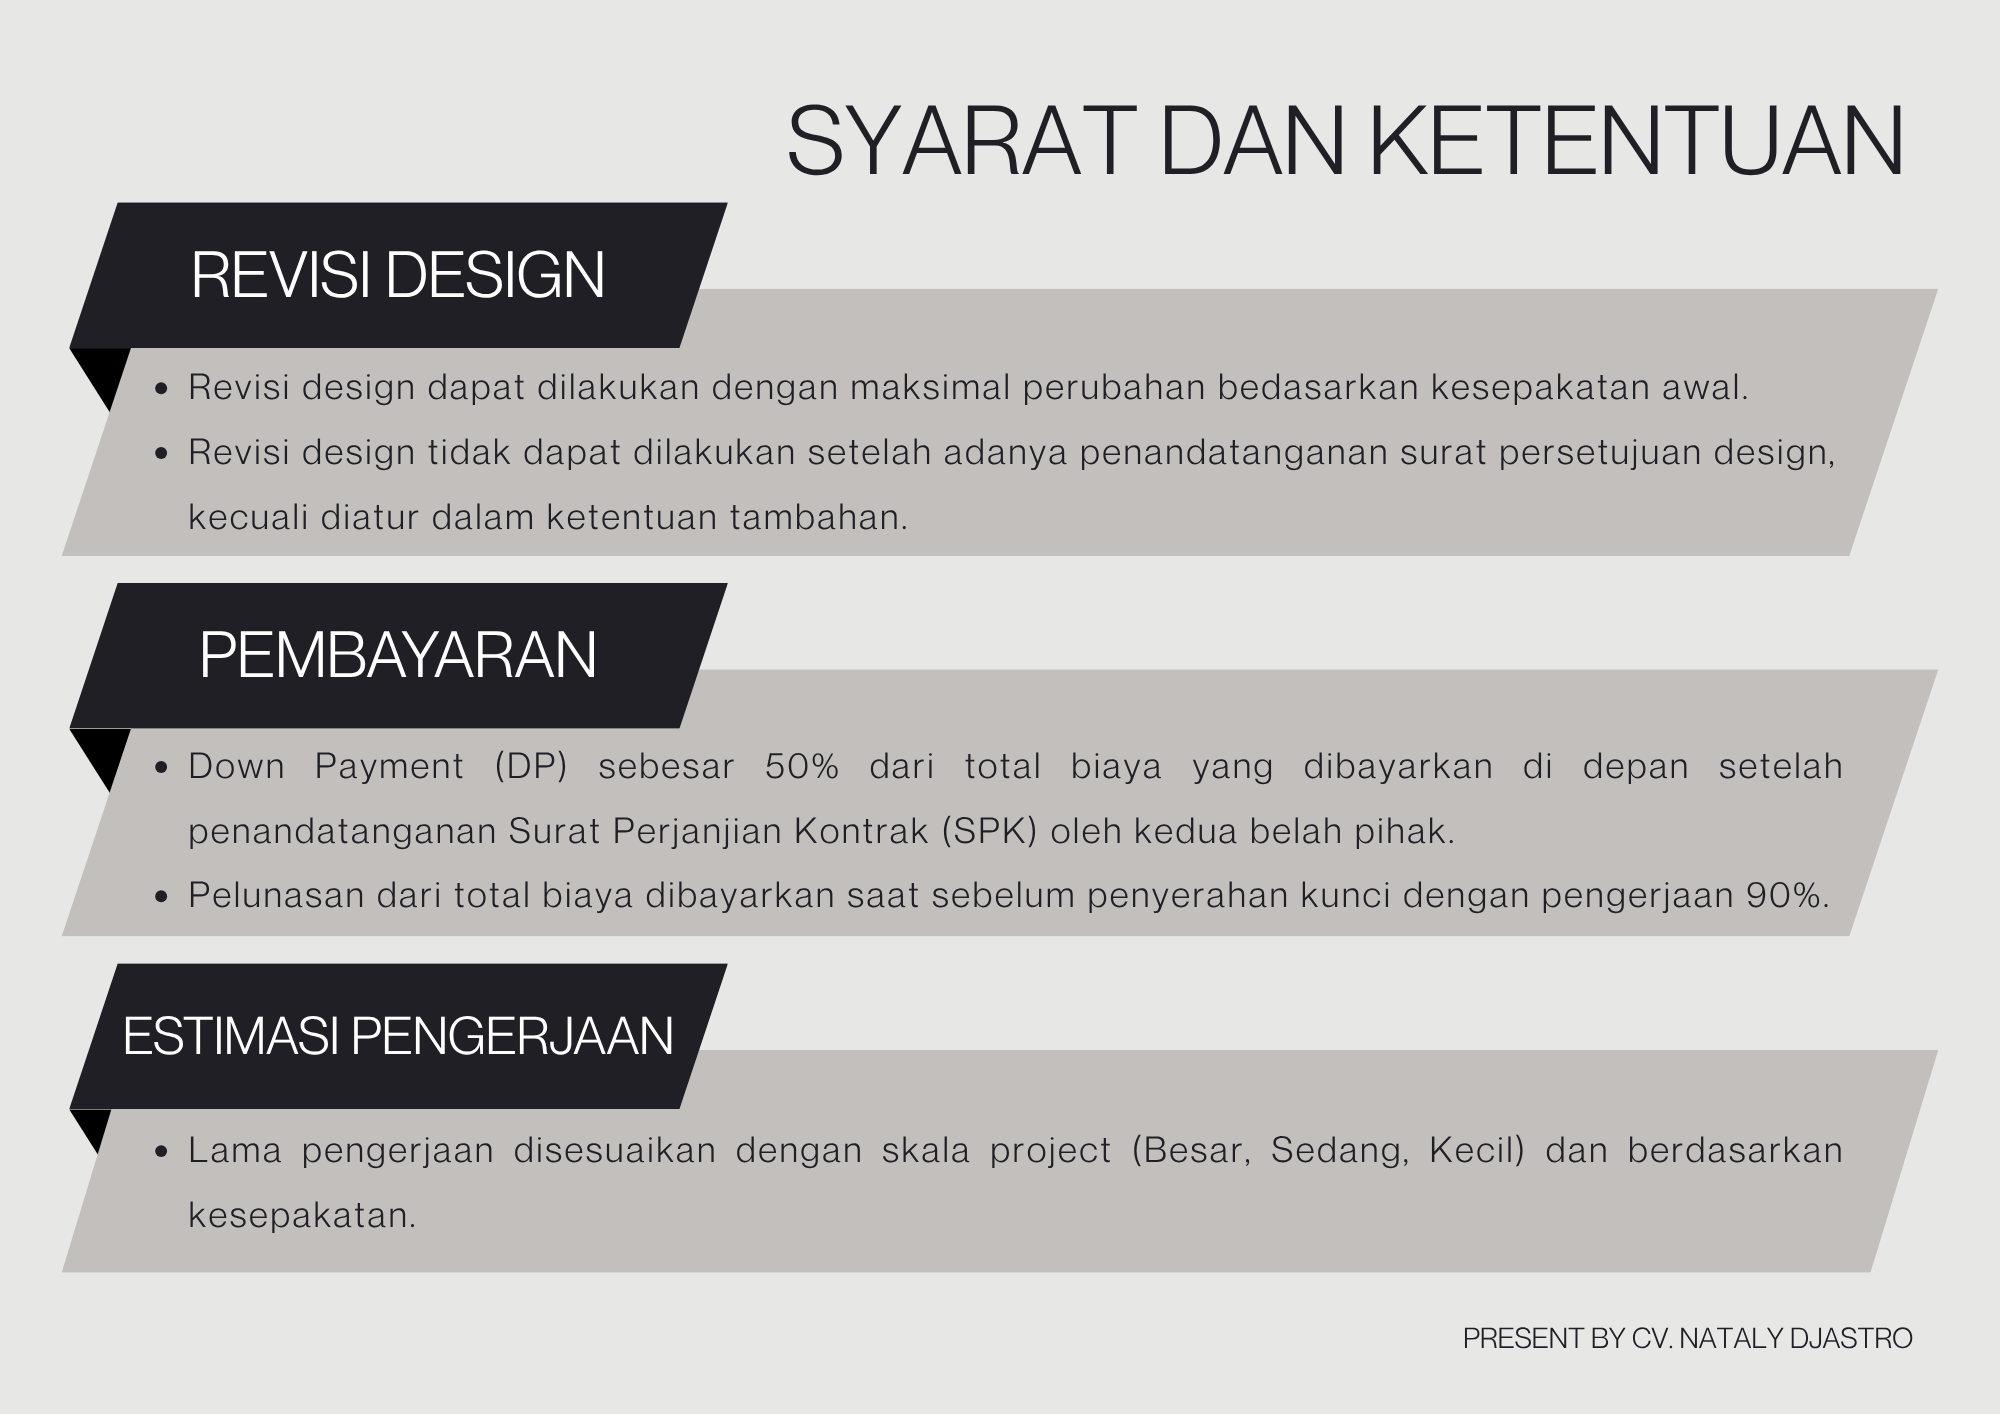 SYARAT DAN KETENTUAN
REVISI DESIGN
• Revisi design dapat dilakukan dengan maksimal perubahan bedasarkan kesepakatan awal.
• Revisi design tidak dapat dilakukan setelah adanya penandatanganan surat persetujuan design,
kecuali diatur dalam ketentuan tambahan.
PEMBAYARAN
• Down Payment (DP) sebesar 50% dari total biaya yang dibayarkan di depan setelah
penandatanganan Surat Perjanjian Kontrak (SPK) oleh kedua belah pihak.
• Pelunasan dari total biaya dibayarkan saat sebelum penyerahan kunci dengan pengerjaan 90%.
ESTIMASI PENGERJAAN
• Lama pengerjaan disesuaikan dengan skala project (Besar, Sedang, Kecil) dan berdasarkan
kesepakatan.
PRESENT BY CV. NATALY DJASTRO